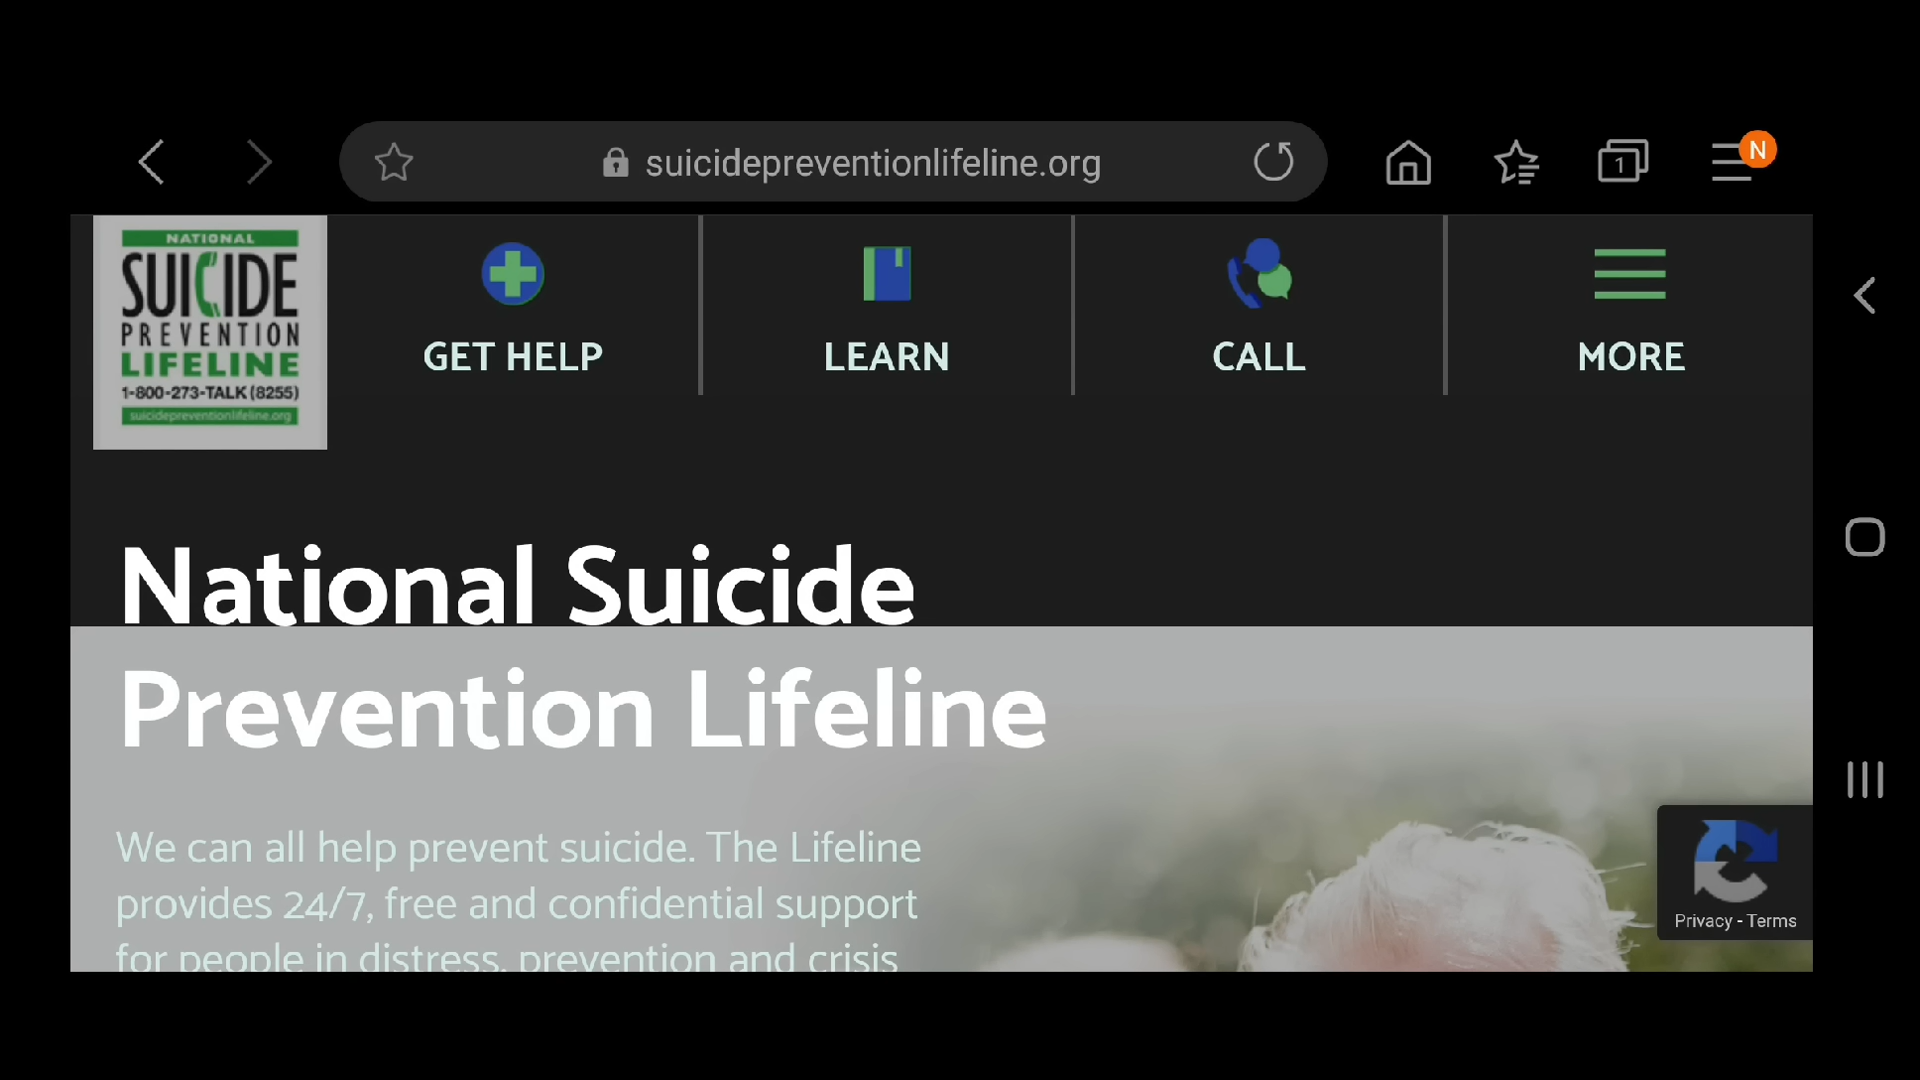 suicidepreventionlifeline.org
1
N
NATIONAL
SUICIDE
PREVENTION
LIFELINE
1-800-273-TALK (8255)
suicidepreventionlifeline.org
GET HELP
LEARN
CALL
MORE
National Suicide
Prevention Lifeline
We can all help prevent suicide. The Lifeline
provides 24/7, free and confidential support
for people in distress, prevention and crisis
Privacy - Terms